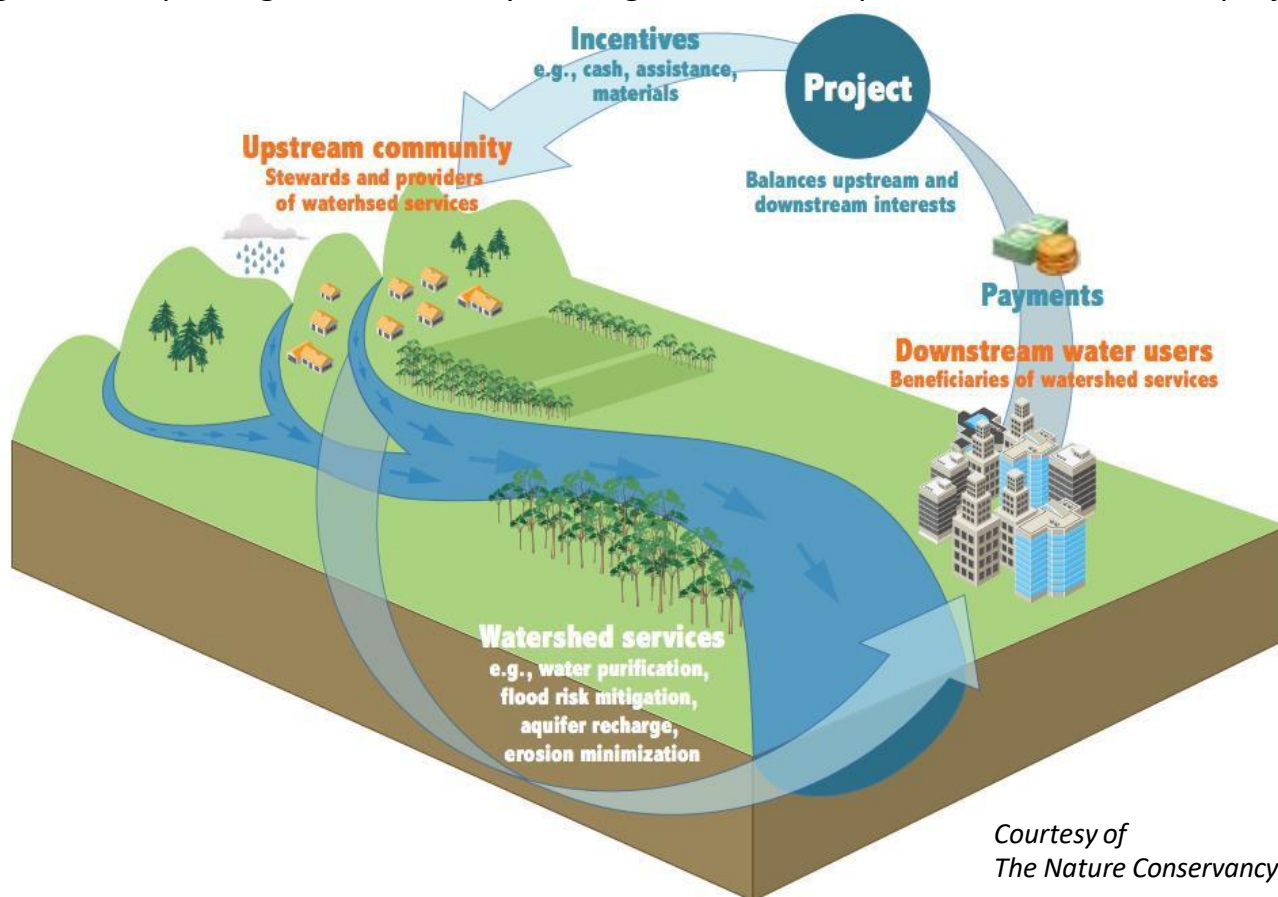 Incentives
e.g., cash, assistance,
materials
Project
Balances upstream and
downstream interests
Upstream community
Stewards and providers
of waterhsed services
Payments
Downstream water users
Beneficiaries of watershed services
Watershed services
e.g., water purification,
flood risk mitigation,
aquifer recharge,
erosion minimization
Courtesy of
The Nature Conservancy